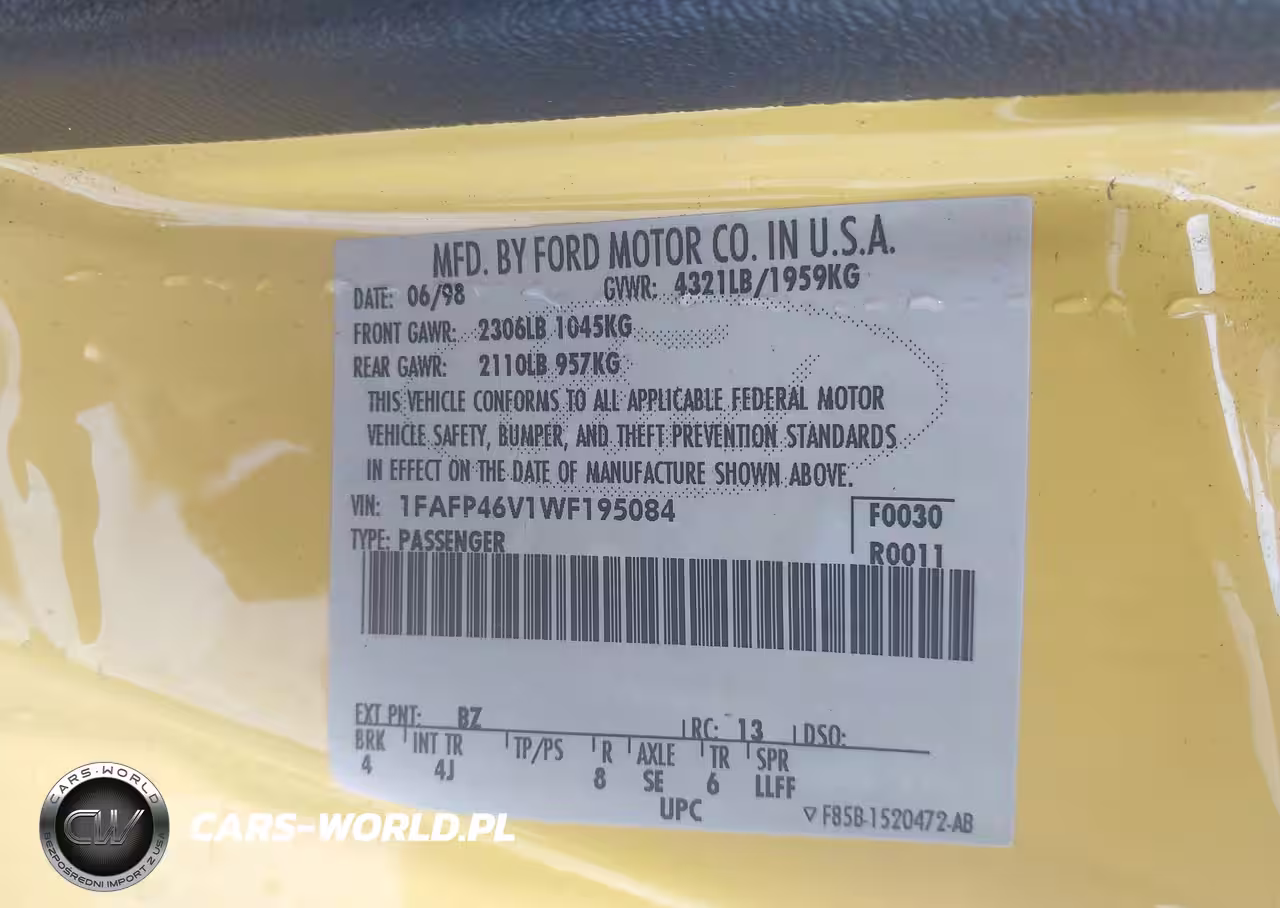 MFD. BY FORD MOTOR CO. IN U.S.A.
DATE: 06/98 GVWR: 4321LB/1959KG
FRONT GAWR: 2306LB 1045KG
REAR GAWR: 2110LB 957KG
THIS VEHICLE CONFORMS TO ALL APPLICABLE FEDERAL MOTOR
VEHICLE SAFETY, BUMPER, AND THEFT PREVENTION STANDARDS
IN EFFECT ON THE DATE OF MANUFACTURE SHOWN ABOVE.
VIN: 1FAFP46V1WF195084 F0030
TYPE: PASSENGER R0011
EXT PNT: BZ RC: 13 DSO:
BRK INT TR TP/PS R AXLE TR SPR
4 4J 8 SE 6 LLFF
UPC F85B-1520472-AB
CARS-WORLD
CW
BEZPOŚREDNI IMPORT Z USA
CARS-WORLD.PL